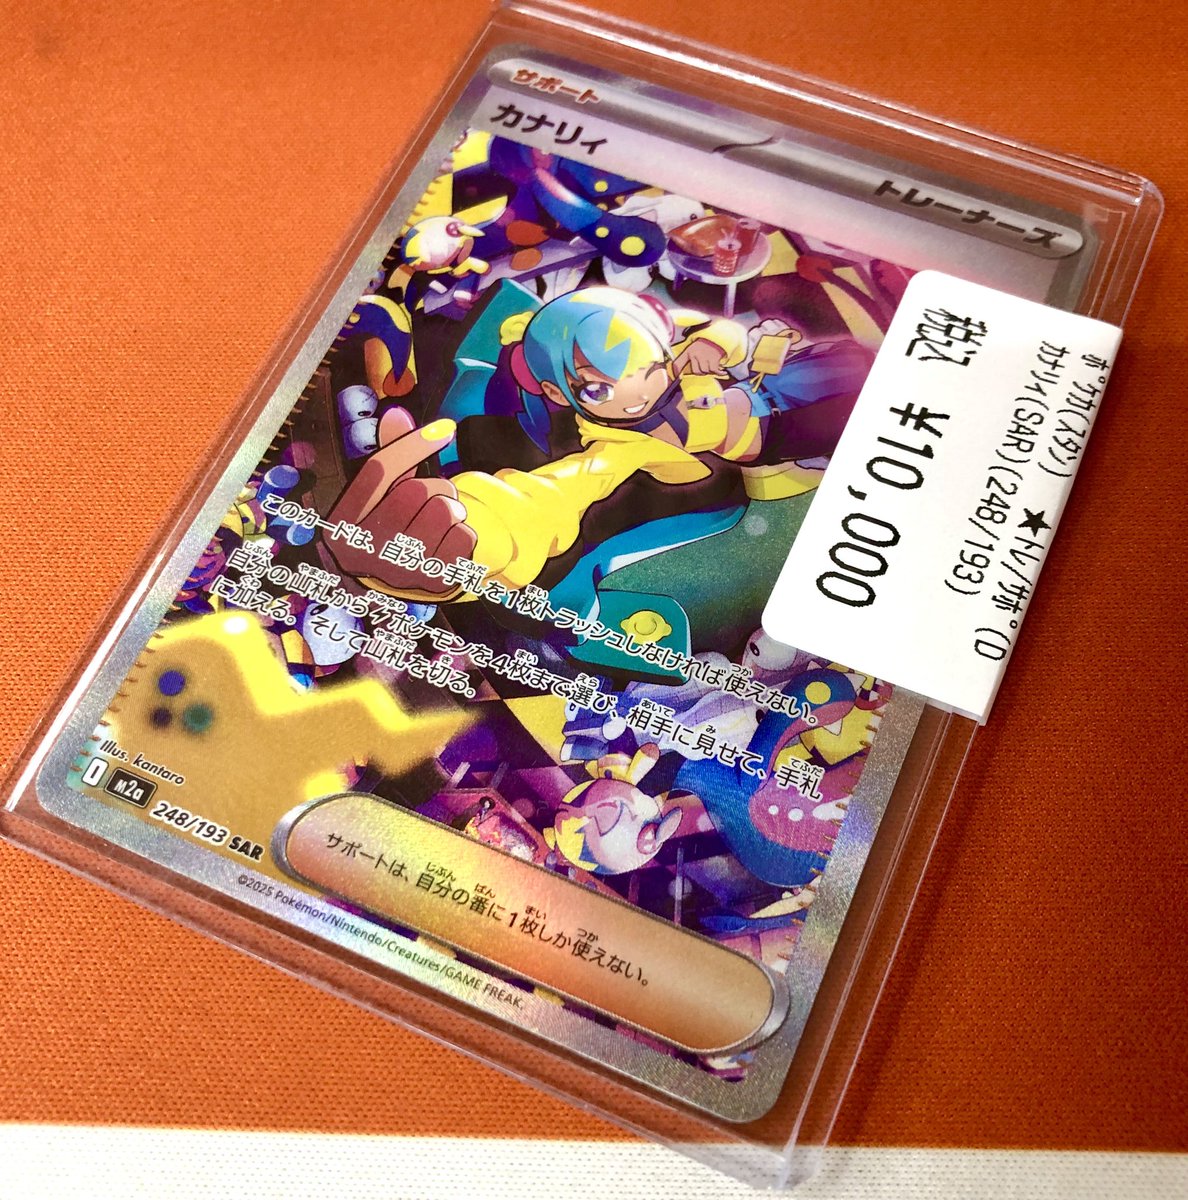 サポート
カナリィ
トレーナーズ
このカードは、自分の手札を1枚トラッシュしなければ使えない。
自分の山札からポケモンを4枚まで選び、相手に見せて、手札
に加える。そして山札を切る。
Illus. kantaro
I M2a 248/193 SAR
©2025 Pokémon/Nintendo/Creatures/GAME FREAK.
サポートは、自分の番に1枚しか使えない。
ﾎﾟｹｶ(ｽﾀﾝ) ★ﾄﾚ/ｻﾎﾟ(D
ｶﾅﾘｨ(SAR)(248/193)
税込 ¥10,000